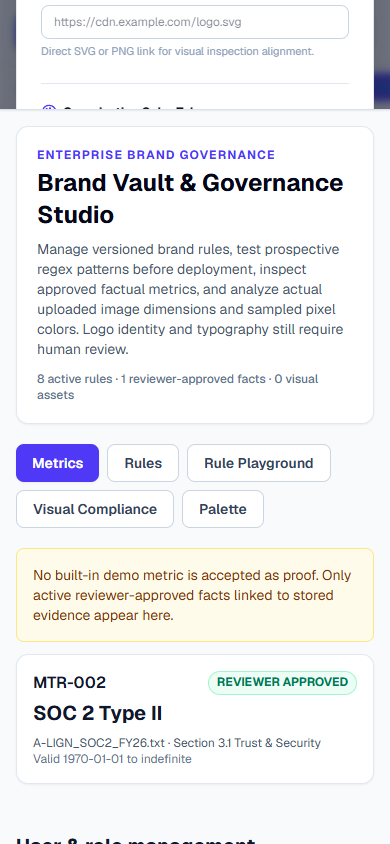 https://cdn.example.com/logo.svg
Direct SVG or PNG link for visual inspection alignment.
ENTERPRISE BRAND GOVERNANCE
Brand Vault & Governance
Studio
Manage versioned brand rules, test prospective
regex patterns before deployment, inspect
approved factual metrics, and analyze actual
uploaded image dimensions and sampled pixel
colors. Logo identity and typography still require
human review.
8 active rules · 1 reviewer-approved facts · 0 visual
assets
Metrics
Rules
Rule Playground
Visual Compliance
Palette
No built-in demo metric is accepted as proof. Only
active reviewer-approved facts linked to stored
evidence appear here.
MTR-002
REVIEWER APPROVED
SOC 2 Type II
A-LIGN_SOC2_FY26.txt · Section 3.1 Trust & Security
Valid 1970-01-01 to indefinite
User & role management